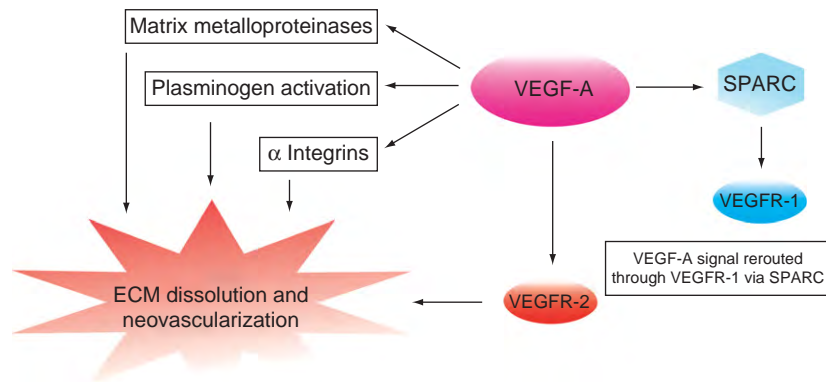 Matrix metalloproteinases
Plasminogen activation
α Integrins
VEGF-A
SPARC
VEGFR-1
VEGF-A signal rerouted
through VEGFR-1 via SPARC
VEGFR-2
ECM dissolution and
neovascularization